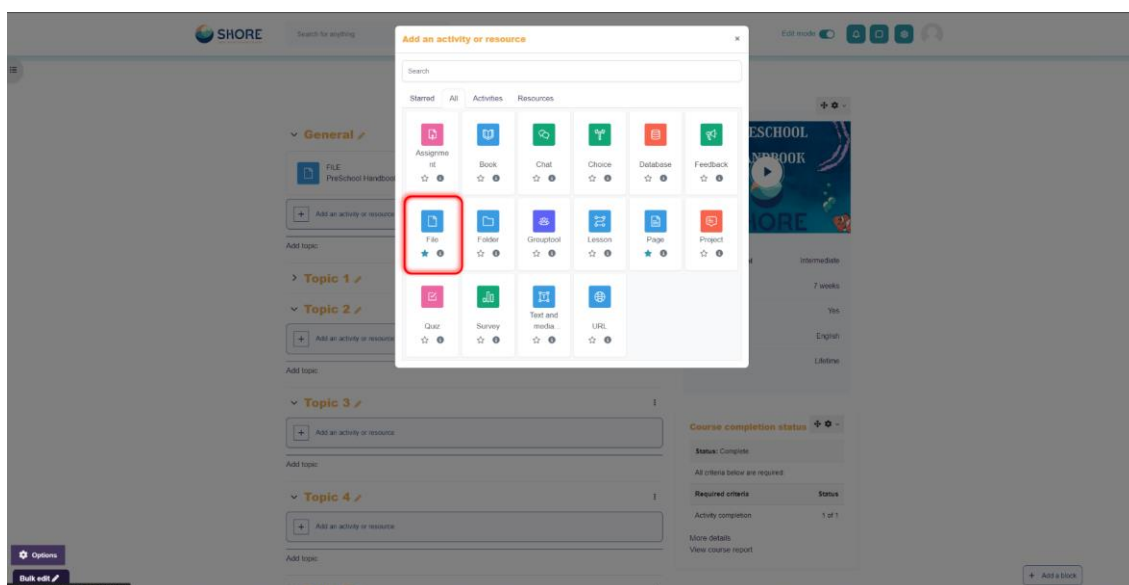 SHORE
Search for anything
Edit mode
Add an activity or resource
×
Search
Starred All Activities Resources
Assignme
nt
Book
Chat
Choice
Database
Feedback
File
Folder
Grouptool
Lesson
Page
Project
Quiz
Survey
Text and
media...
URL
General
FILE
PreSchool Handboo
Add an activity or resource
Add topic
Topic 1
Topic 2
Add an activity or resource
Add topic
Topic 3
Add an activity or resource
Add topic
Topic 4
Add an activity or resource
Add topic
ESCHOOL
NDBOOK
HORE
Intermediate
7 weeks
Yes
English
Lifetime
Course completion status
Status: Complete
All criteria below are required:
Required criteria Status
Activity completion 1 of 1
More details
View course report
Options
Bulk edit
+ Add a block